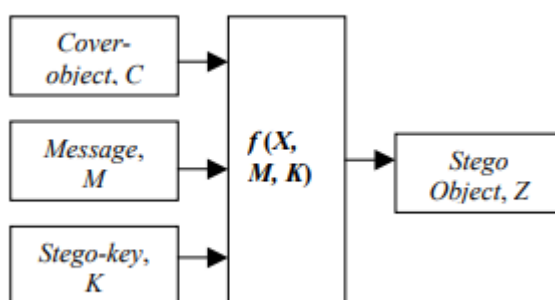 Cover-
object, C
Message,
M
Stego-key,
K
f (X,
M, K)
Stego
Object, Z